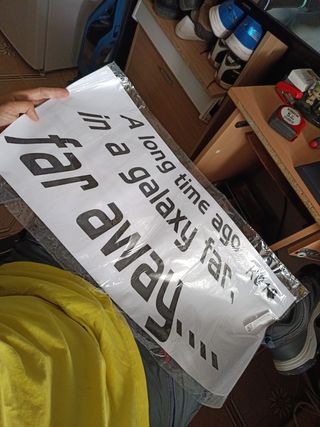 A long time ago
in a galaxy far,
far away....